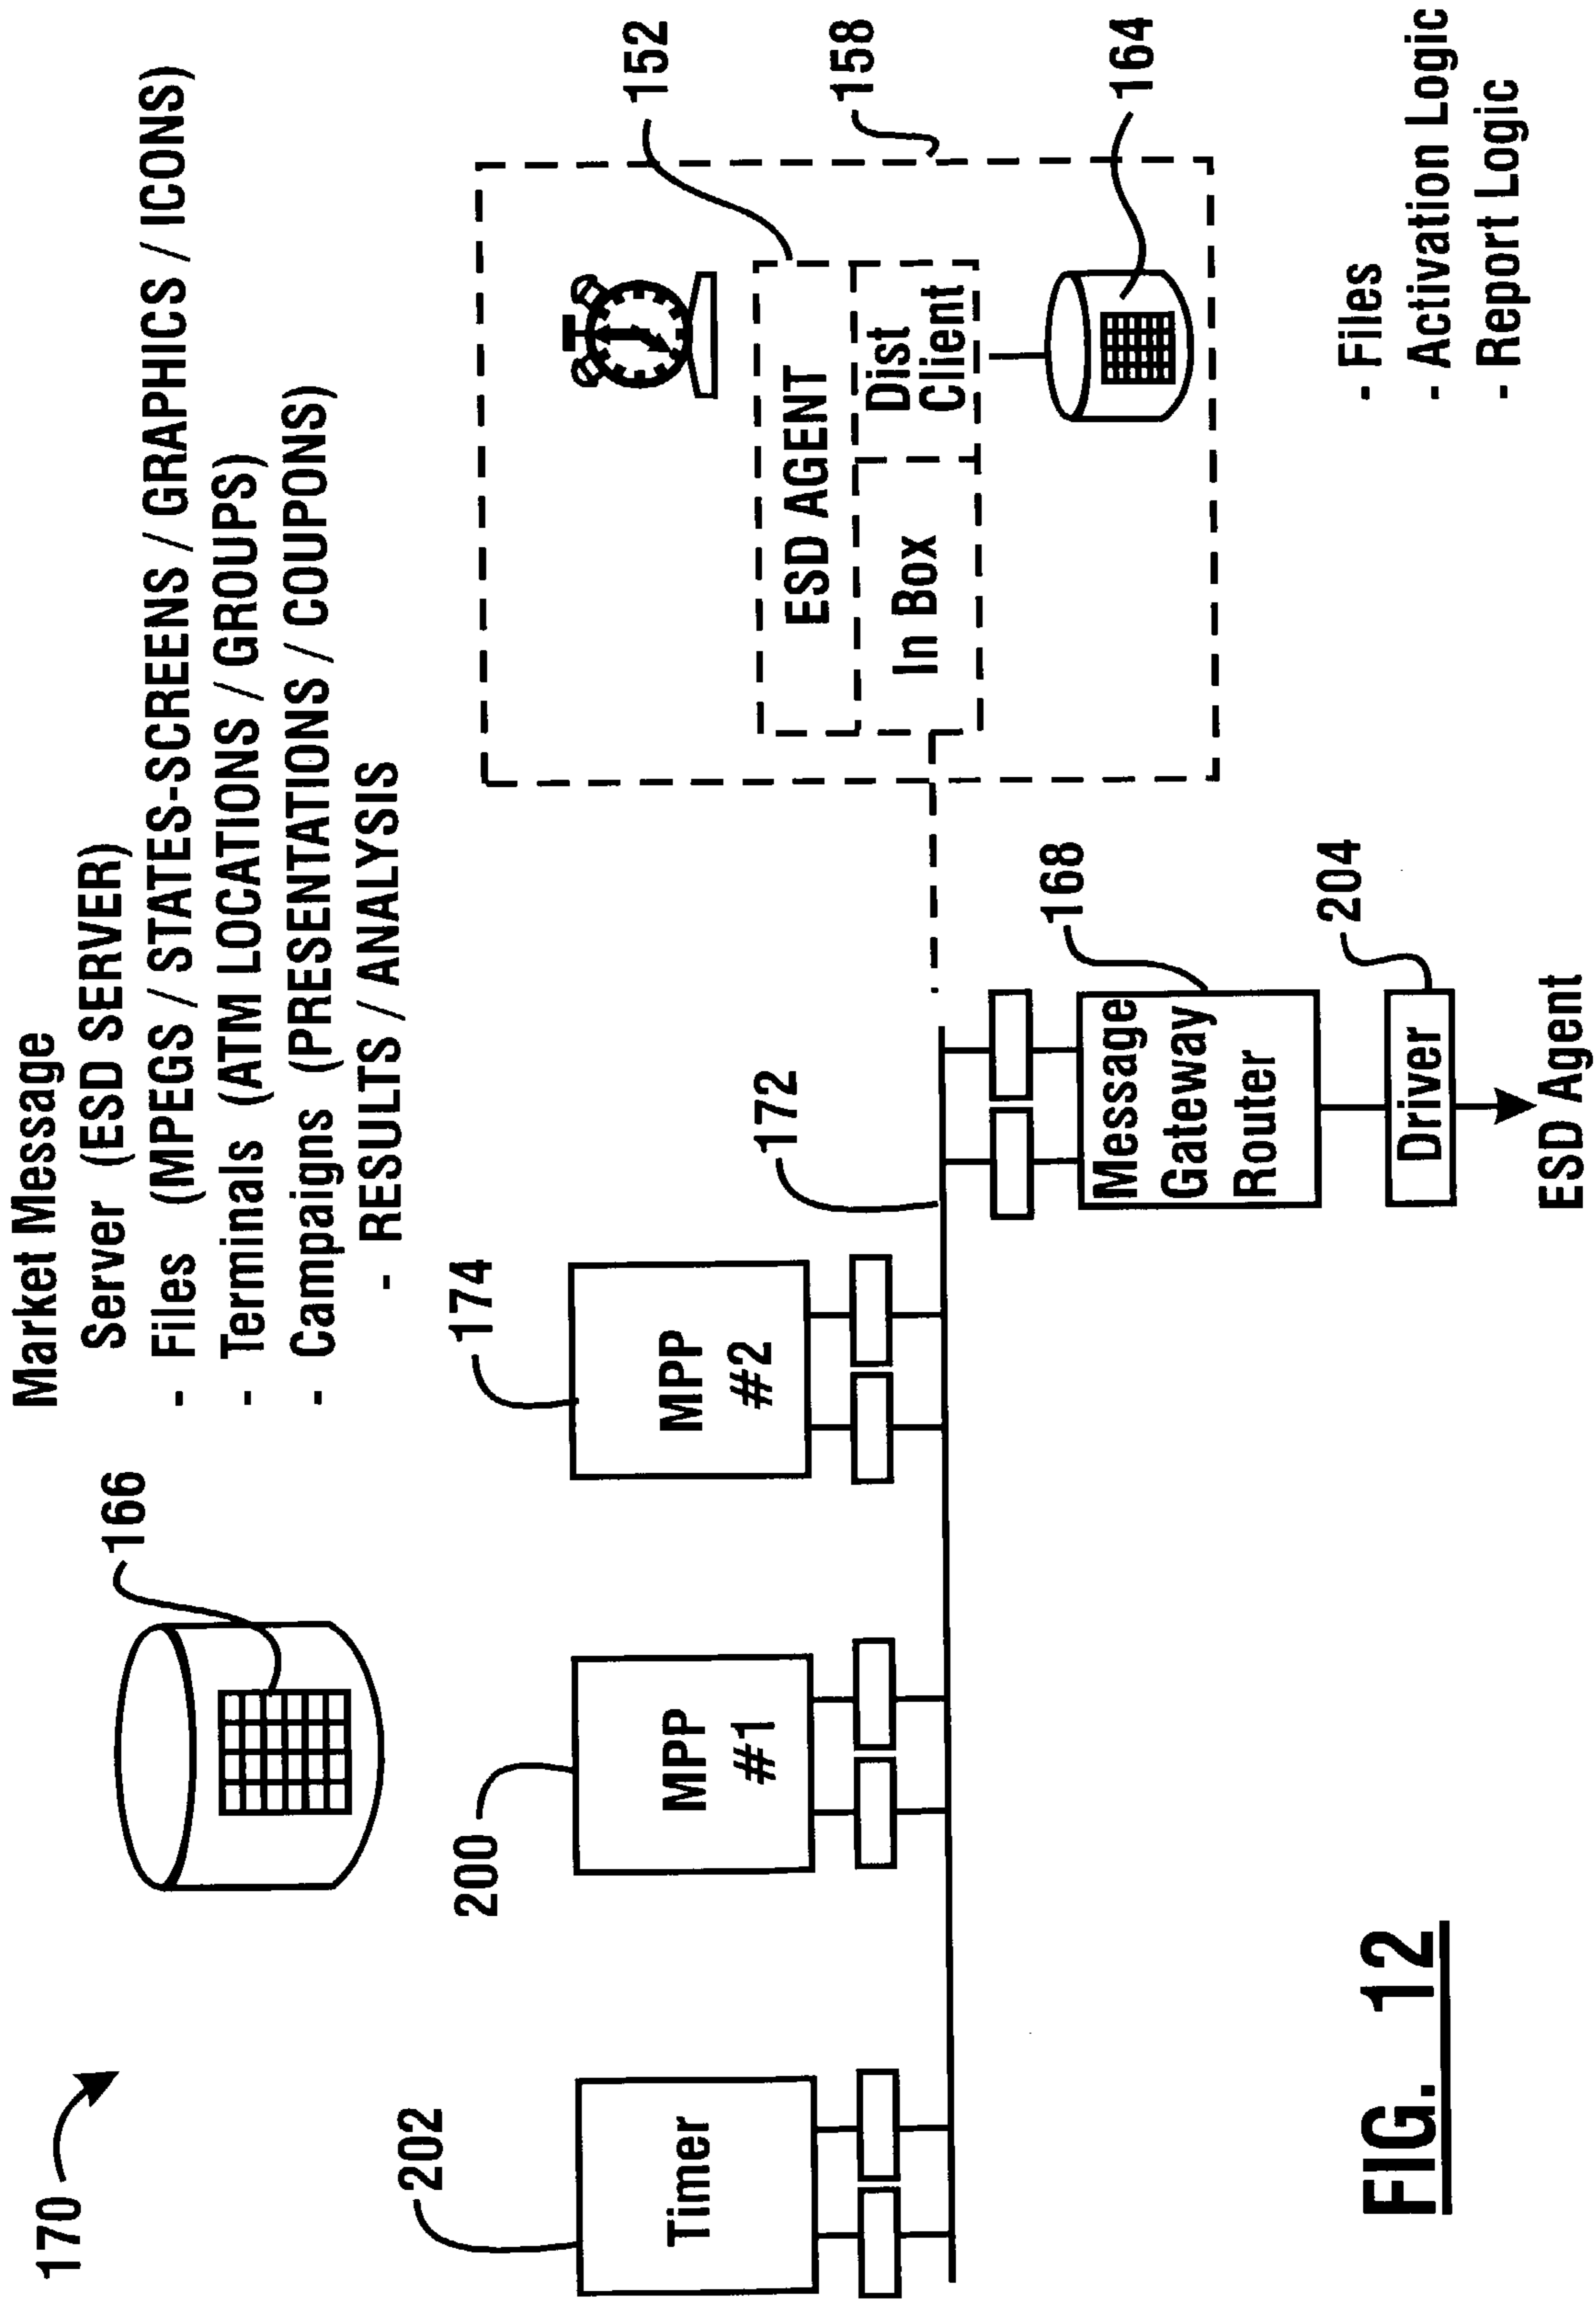 170
166
Market Message
Server (ESD SERVER)
- Files (MPEGS / STATES-SCREENS / GRAPHICS / ICONS)
- Terminals (ATM LOCATIONS / GROUPS)
- Campaigns (PRESENTATIONS / COUPONS)
- RESULTS / ANALYSIS
202
Timer
200
MPP
#1
174
MPP
#2
172
152
158
164
ESD AGENT
In Box
Dist
Client
168
Message
Gateway
Router
204
Driver
ESD Agent
- Files
- Activation Logic
- Report Logic
FIG. 12